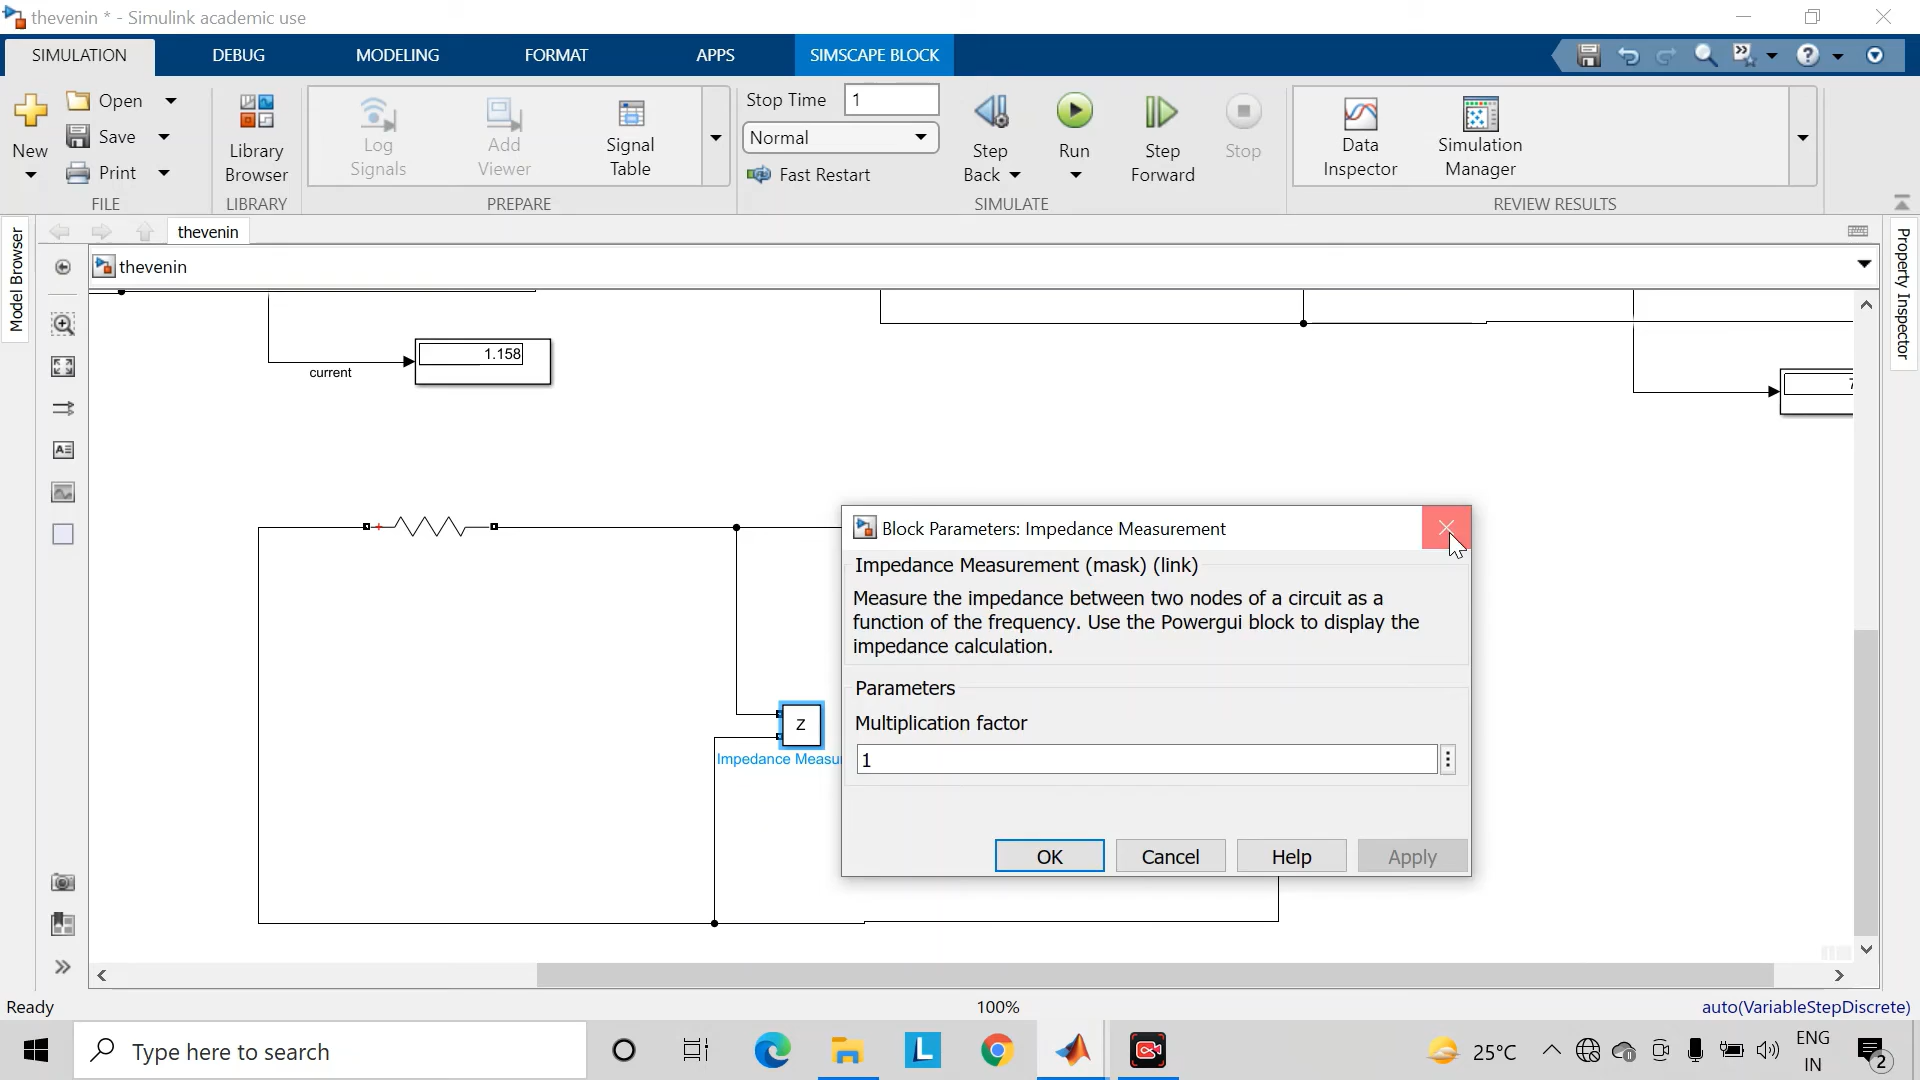 thevenin * - Simulink academic use
SIMULATION DEBUG MODELING FORMAT APPS SIMSCAPE BLOCK
New
Open
Save
Print
FILE
Library
Browser
LIBRARY
Log
Signals
Add
Viewer
Signal
Table
PREPARE
Stop Time 1
Normal
Fast Restart
Step
Back
Run
Step
Forward
Stop
SIMULATE
Data
Inspector
Simulation
Manager
REVIEW RESULTS
Model Browser
thevenin
thevenin
Property Inspector
1.158
current
7
Z
Impedance Measu
Block Parameters: Impedance Measurement
Impedance Measurement (mask) (link)
Measure the impedance between two nodes of a circuit as a
function of the frequency. Use the Powergui block to display the
impedance calculation.
Parameters
Multiplication factor
1
OK Cancel Help Apply
Ready 100% auto(VariableStepDiscrete)
Type here to search
L
25°C
ENG
IN
2